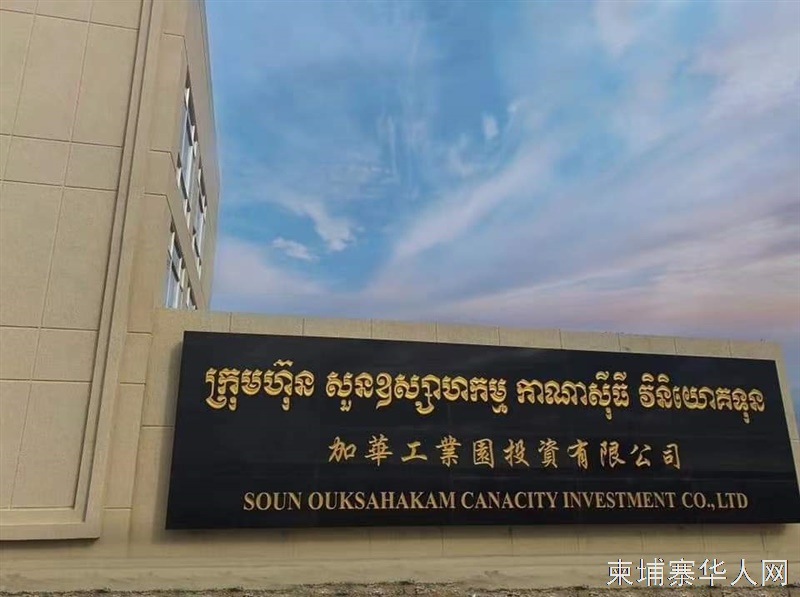 ក្រុមហ៊ុន សួនឧស្សាហកម្ម កាណាស៊ីធី វិនិយោគទុន
加華工業園投資有限公司
SOUN OUKSAHAKAM CANACITY INVESTMENT CO.,LTD
柬埔寨华人网